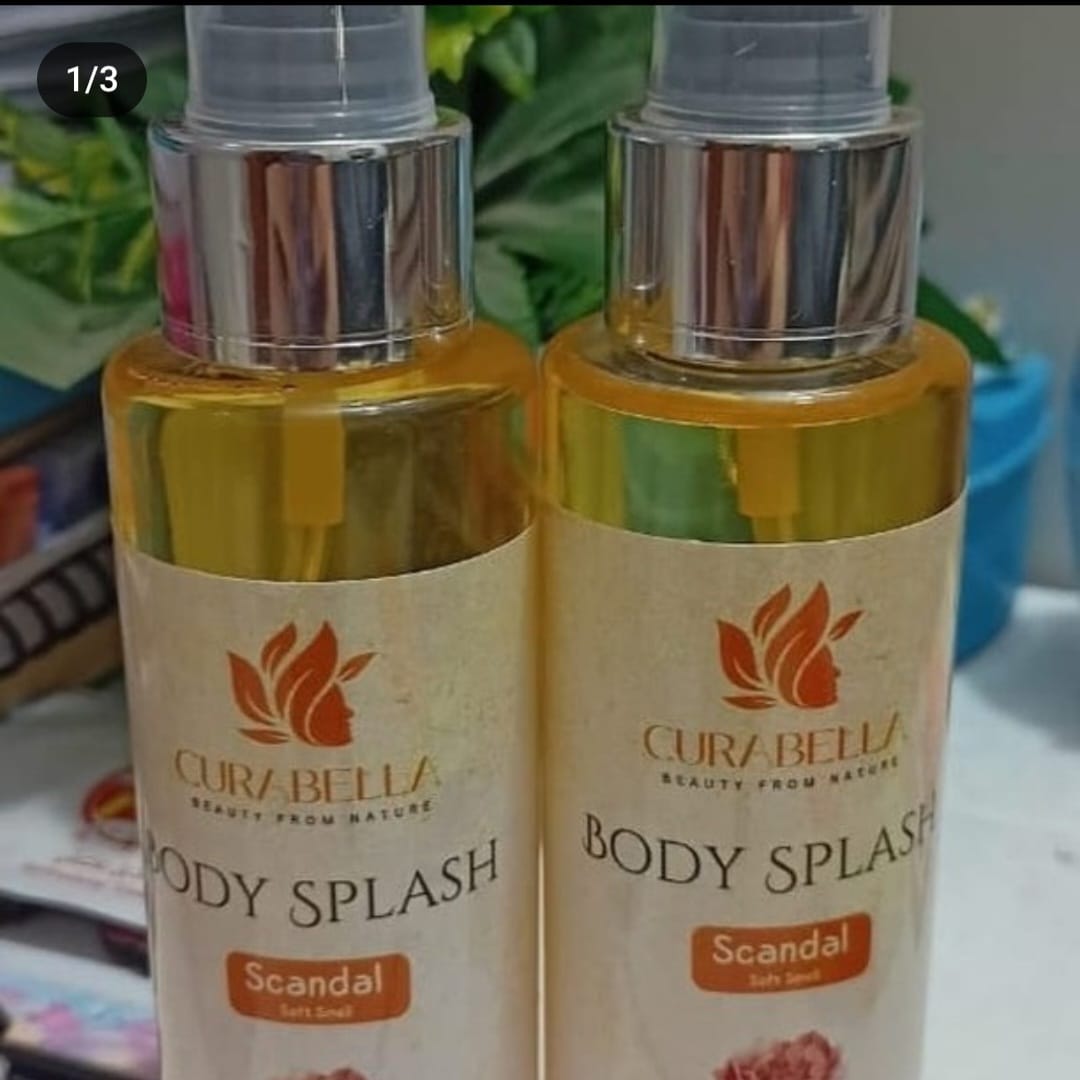 1/3
CURABELLA
BEAUTY FROM NATURE
BODY SPLASH
Scandal
Soft Smell
CURABELLA
BEAUTY FROM NATURE
BODY SPLASH
Scandal
Soft Smell